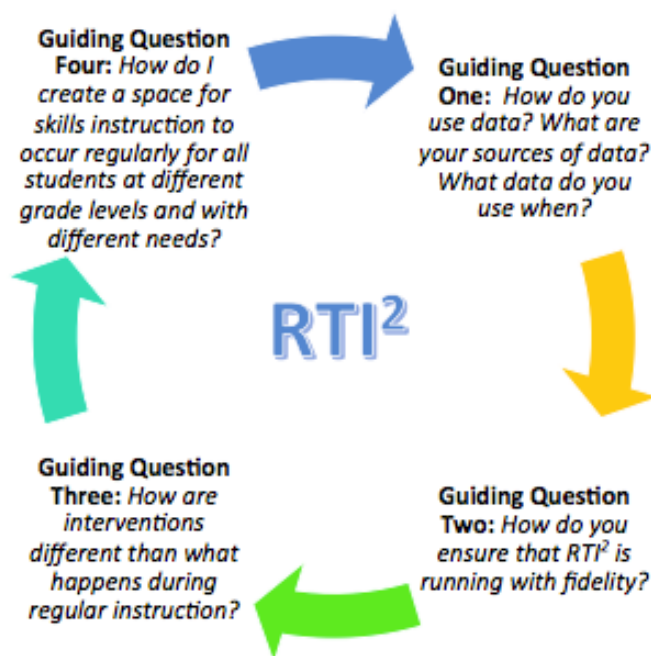 Guiding Question
One: How do you
use data? What are
your sources of data?
What data do you
use when?
Guiding Question
Two: How do you
ensure that RTI² is
running with fidelity?
Guiding Question
Three: How are
interventions
different than what
happens during
regular instruction?
Guiding Question
Four: How do I
create a space for
skills instruction to
occur regularly for all
students at different
grade levels and with
different needs?
RTI²